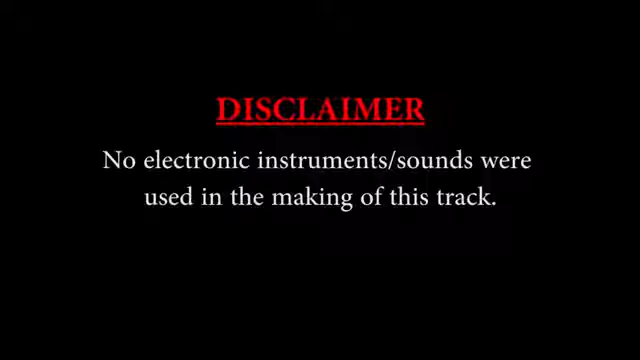 DISCLAIMER
No electronic instruments/sounds were
used in the making of this track.